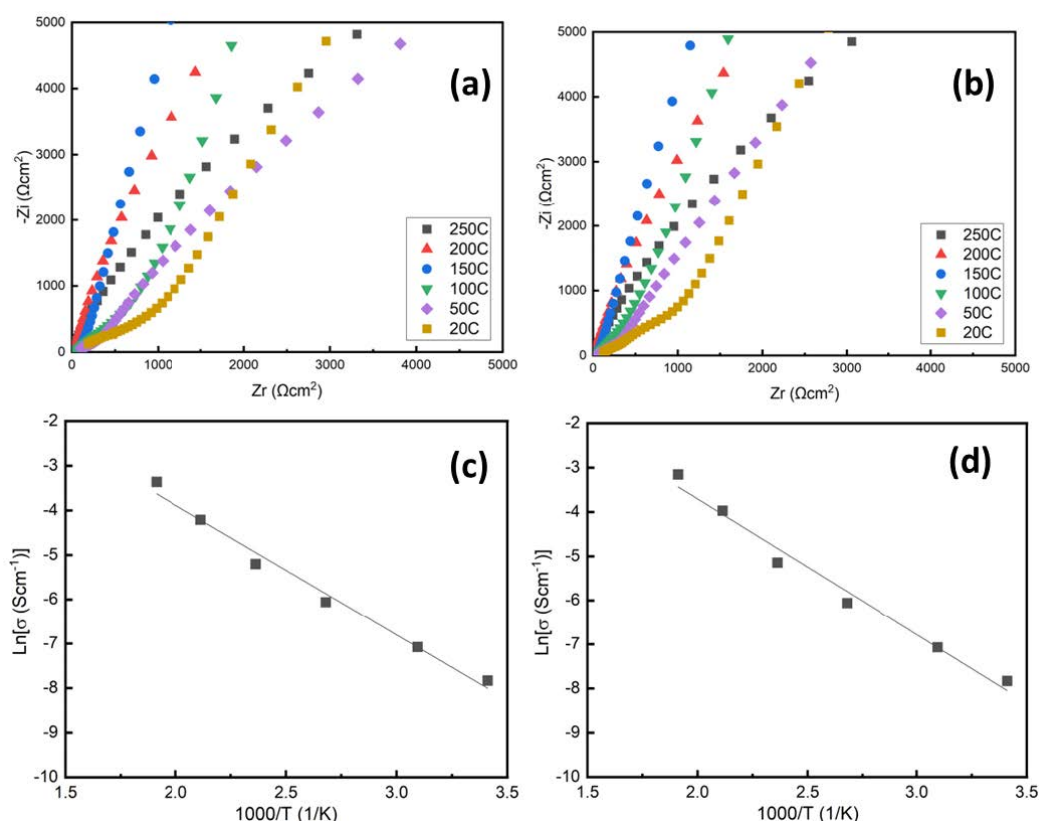 (a)
5000
4000
3000
2000
1000
0
-Zi (Ωcm²)
250C
200C
150C
100C
50C
20C
0 1000 2000 3000 4000 5000
Zr (Ωcm²)
(b)
5000
4000
3000
2000
1000
0
-Zi (Ωcm²)
250C
200C
150C
100C
50C
20C
0 1000 2000 3000 4000 5000
Zr (Ωcm²)
(c)
-2
-3
-4
-5
-6
-7
-8
-9
-10
Ln[σ (Scm⁻¹)]
1.5 2.0 2.5 3.0 3.5
1000/T (1/K)
(d)
-2
-3
-4
-5
-6
-7
-8
-9
-10
Ln[σ (Scm⁻¹)]
1.5 2.0 2.5 3.0 3.5
1000/T (1/K)